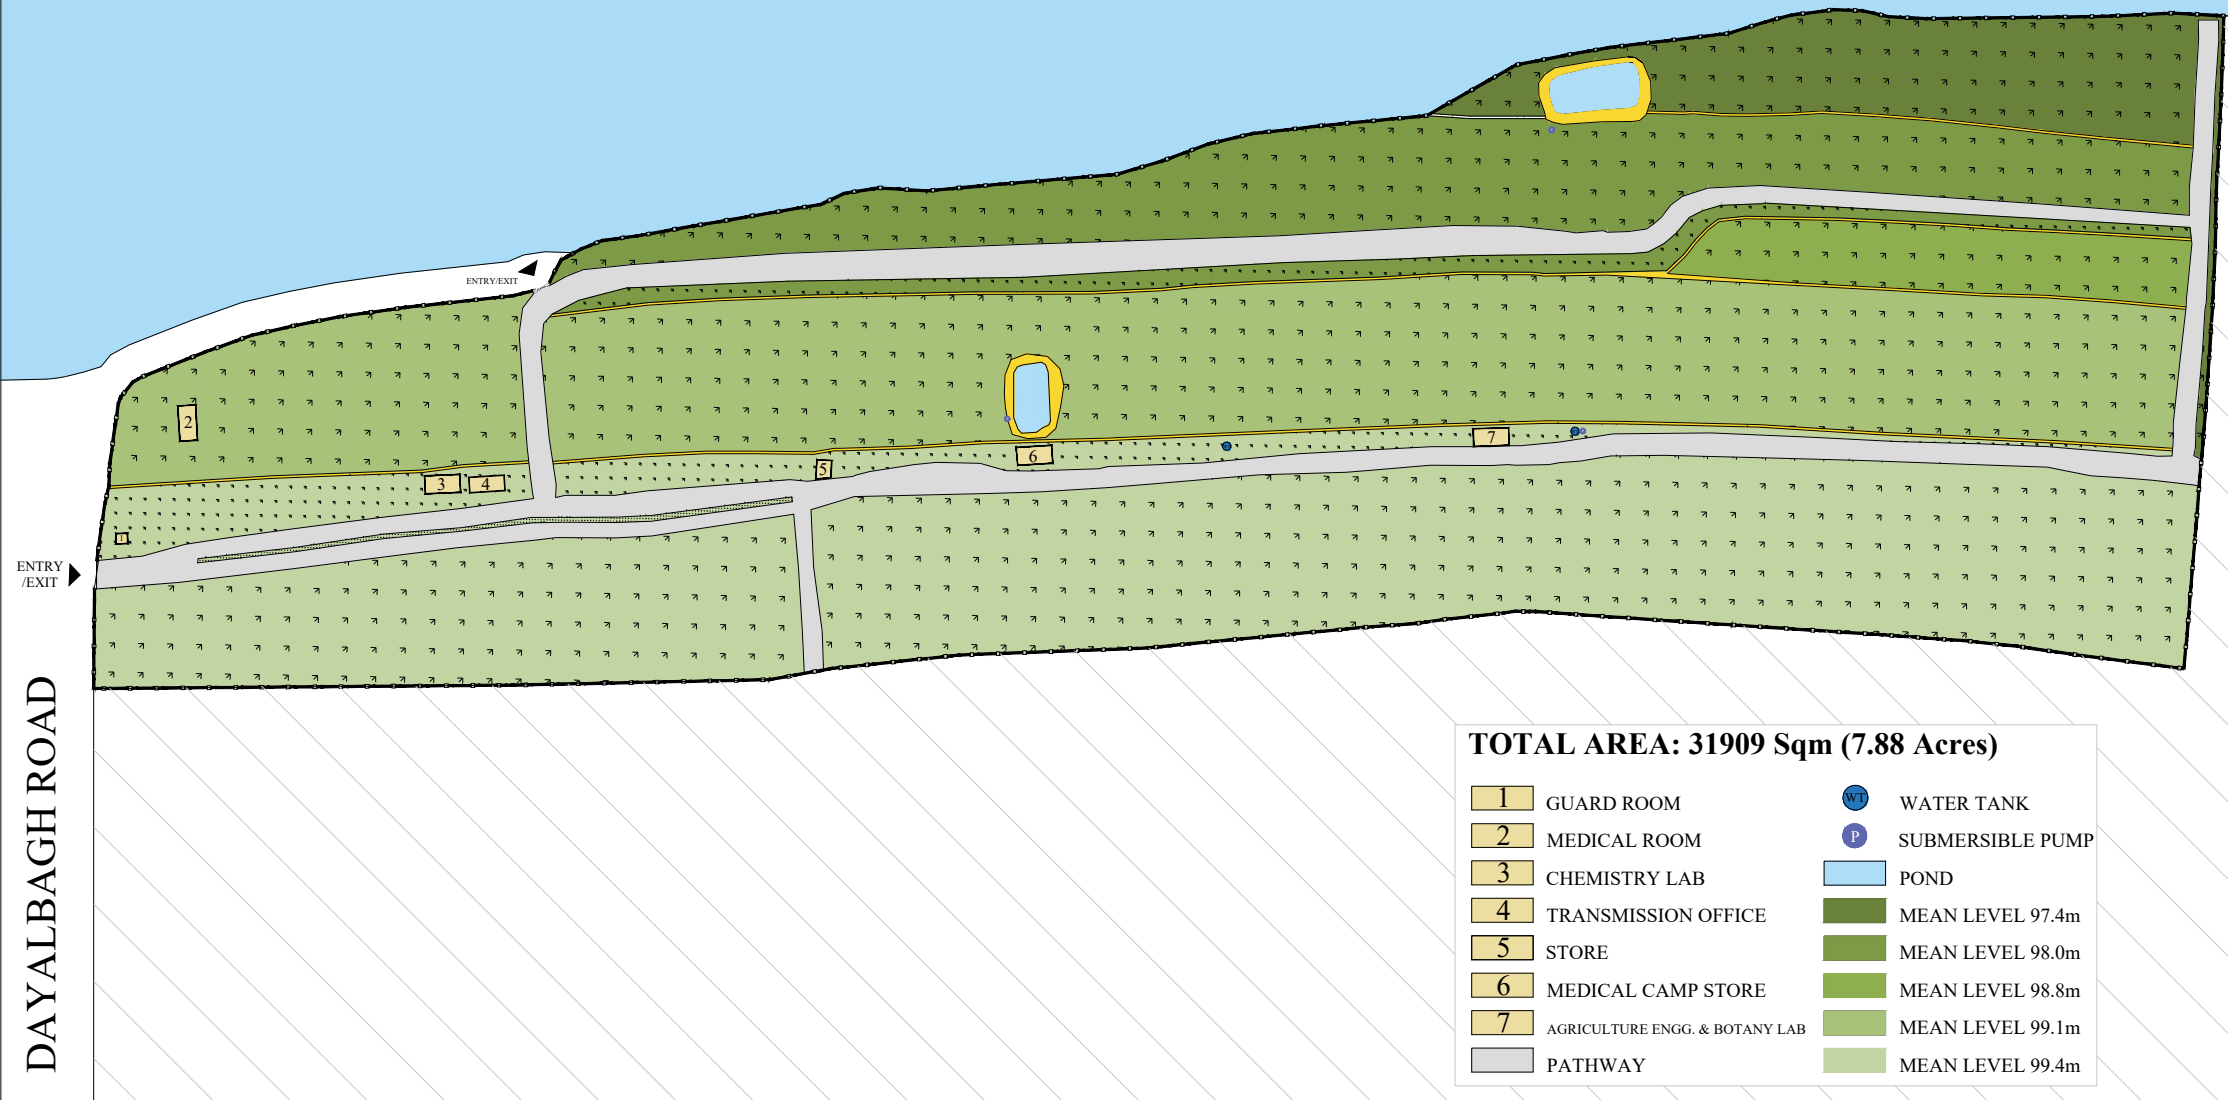 ENTRY/EXIT
2
7
6
5
3
4
1
ENTRY
/EXIT
DAYALBAGH ROAD
TOTAL AREA: 31909 Sqm (7.88 Acres)
1 GUARD ROOM
2 MEDICAL ROOM
3 CHEMISTRY LAB
4 TRANSMISSION OFFICE
5 STORE
6 MEDICAL CAMP STORE
7 AGRICULTURE ENGG. & BOTANY LAB
PATHWAY
WT WATER TANK
P SUBMERSIBLE PUMP
POND
MEAN LEVEL 97.4m
MEAN LEVEL 98.0m
MEAN LEVEL 98.8m
MEAN LEVEL 99.1m
MEAN LEVEL 99.4m